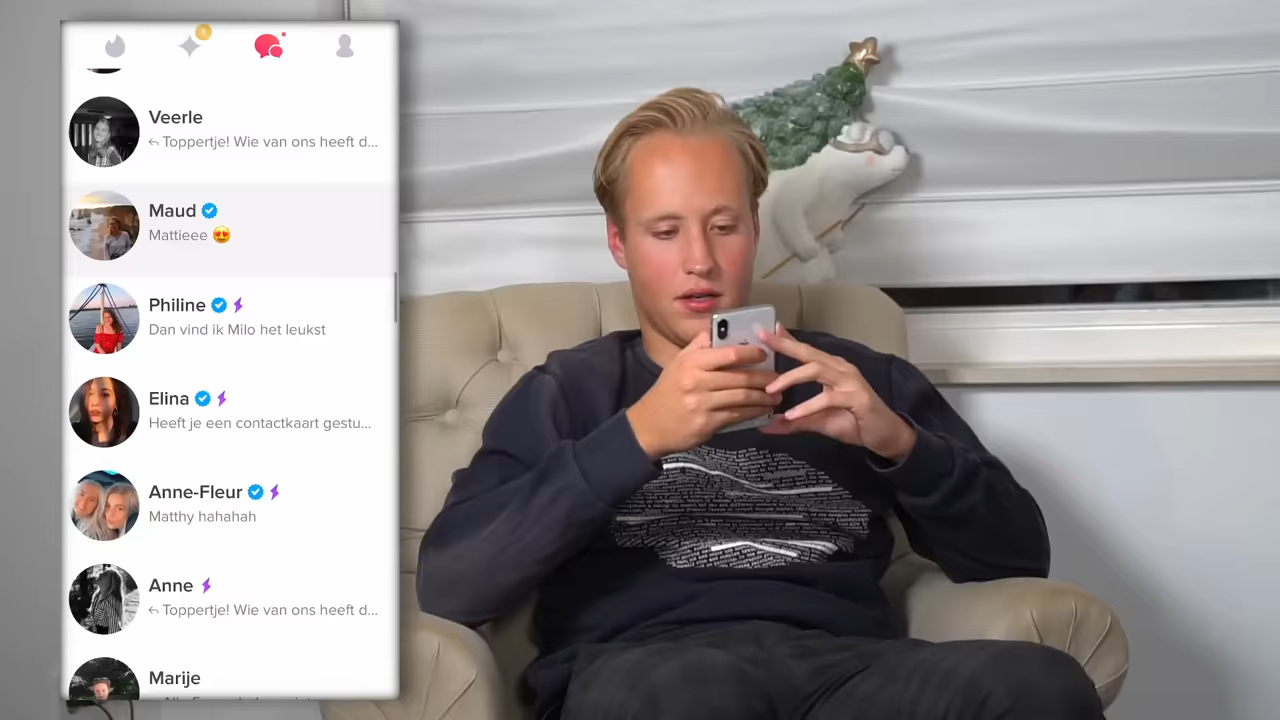 Veerle
Toppertje! Wie van ons heeft d...
Maud
Mattieee 😍
Philine
Dan vind ik Milo het leukst
Elina
Heeft je een contactkaart gestu...
Anne-Fleur
Matthy hahahah
Anne
Toppertje! Wie van ons heeft d...
Marije